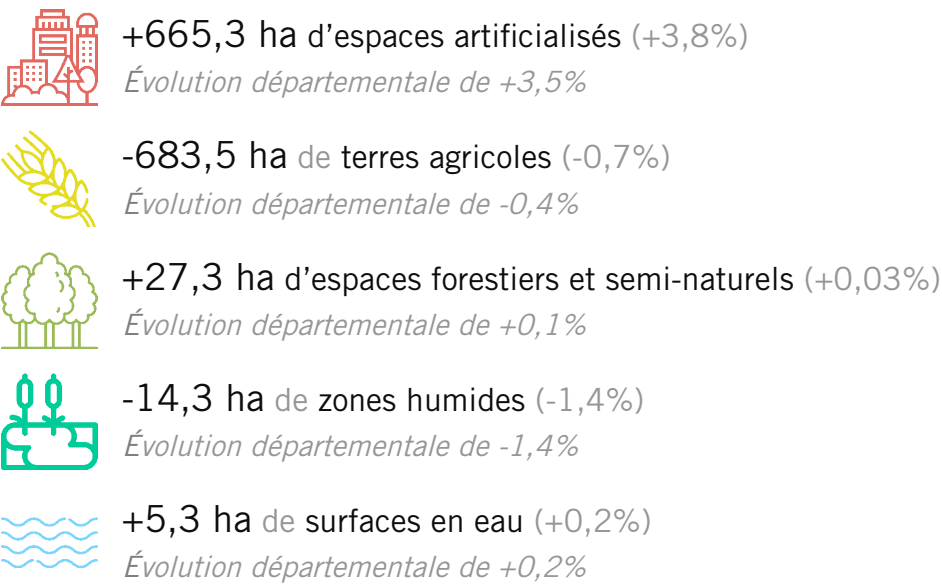 +665,3 ha d'espaces artificialisés (+3,8%)
Évolution départementale de +3,5%
-683,5 ha de terres agricoles (-0,7%)
Évolution départementale de -0,4%
+27,3 ha d'espaces forestiers et semi-naturels (+0,03%)
Évolution départementale de +0,1%
-14,3 ha de zones humides (-1,4%)
Évolution départementale de -1,4%
+5,3 ha de surfaces en eau (+0,2%)
Évolution départementale de +0,2%